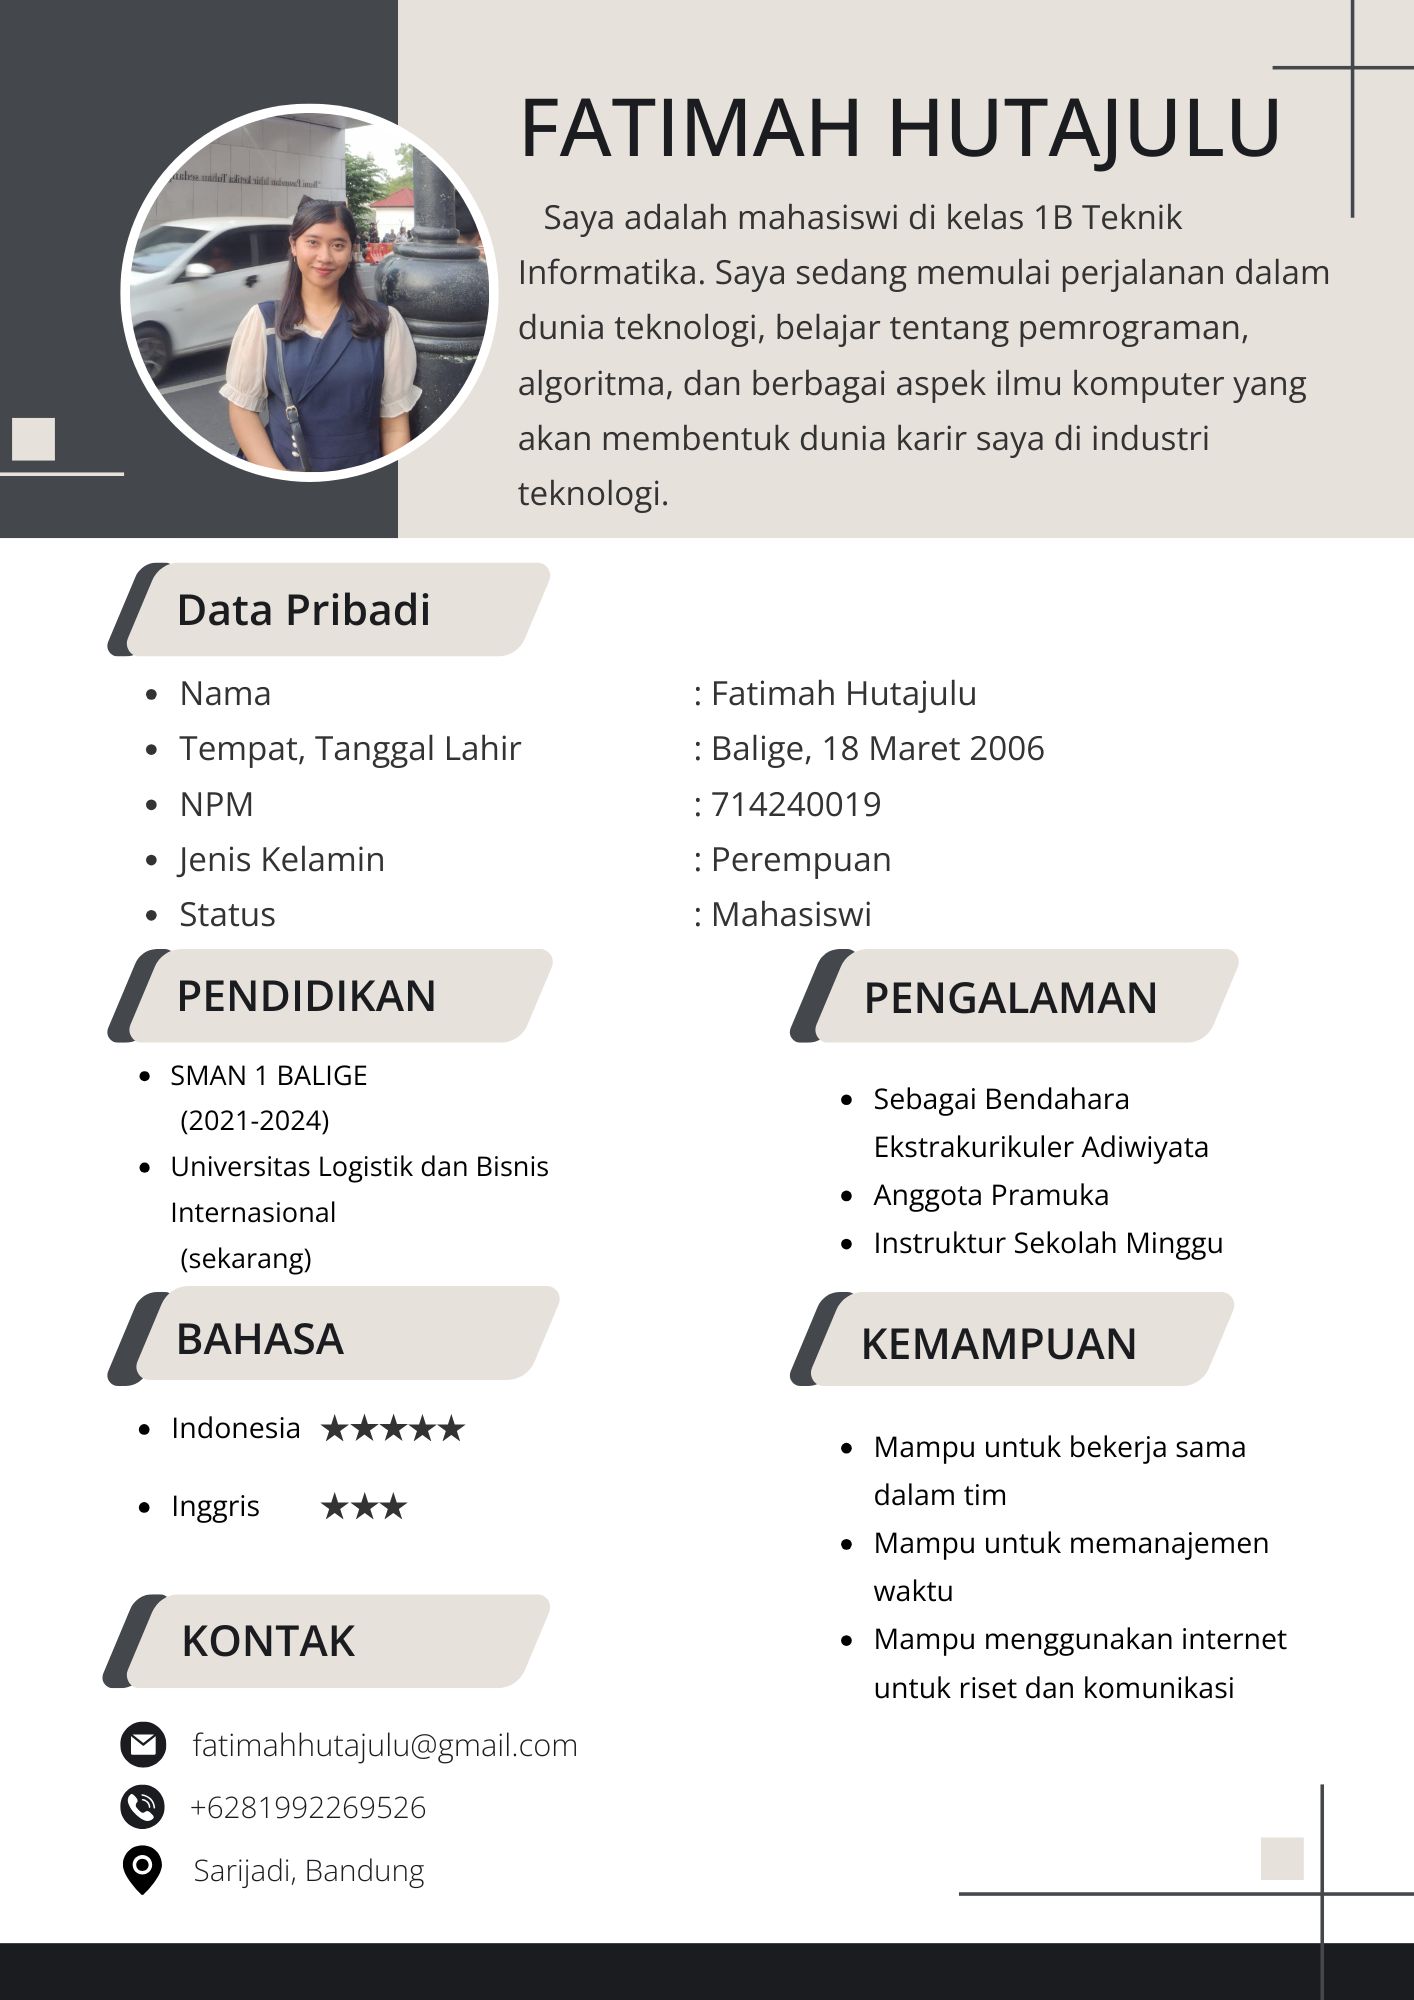 FATIMAH HUTAJULU
Saya adalah mahasiswi di kelas 1B Teknik
Informatika. Saya sedang memulai perjalanan dalam
dunia teknologi, belajar tentang pemrograman,
algoritma, dan berbagai aspek ilmu komputer yang
akan membentuk dunia karir saya di industri
teknologi.
Data Pribadi
• Nama : Fatimah Hutajulu
• Tempat, Tanggal Lahir : Balige, 18 Maret 2006
• NPM : 714240019
• Jenis Kelamin : Perempuan
• Status : Mahasiswi
PENDIDIKAN
• SMAN 1 BALIGE
(2021-2024)
• Universitas Logistik dan Bisnis
Internasional
(sekarang)
PENGALAMAN
• Sebagai Bendahara
Ekstrakurikuler Adiwiyata
• Anggota Pramuka
• Instruktur Sekolah Minggu
BAHASA
• Indonesia ★★★★★
• Inggris ★★★
KEMAMPUAN
• Mampu untuk bekerja sama
dalam tim
• Mampu untuk memanajemen
waktu
• Mampu menggunakan internet
untuk riset dan komunikasi
KONTAK
fatimahhutajulu@gmail.com
+6281992269526
Sarijadi, Bandung